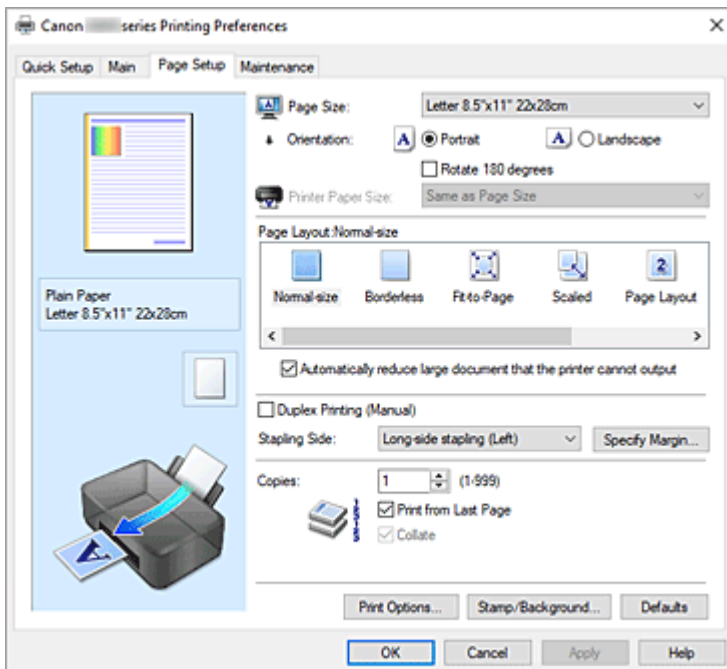 Canon series Printing Preferences
Quick Setup Main Page Setup Maintenance
Page Size: Letter 8.5"x11" 22x28cm
Orientation: A Portrait A Landscape
Rotate 180 degrees
Printer Paper Size: Same as Page Size
Page Layout:Normal-size
2
Normal-size Borderless Fit-to-Page Scaled Page Layout
Plain Paper
Letter 8.5"x11" 22x28cm
Automatically reduce large document that the printer cannot output
Duplex Printing (Manual)
Stapling Side: Long-side stapling (Left) Specify Margin...
Copies: 1 (1-999)
Print from Last Page
Collate
A
Print Options... Stamp/Background... Defaults
OK Cancel Apply Help